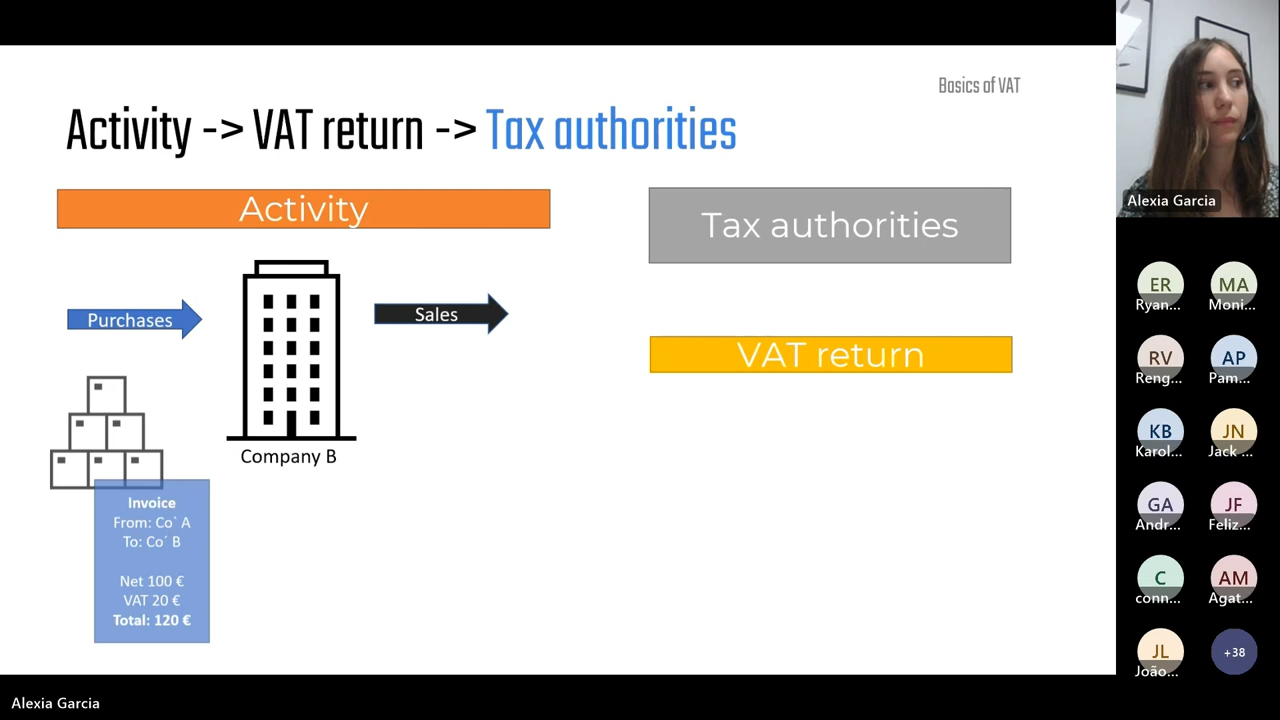 Basics of VAT
Activity -> VAT return -> Tax authorities
Activity
Tax authorities
Purchases
Sales
VAT return
Company B
Invoice
From: Co` A
To: Co´ B
Net 100 €
VAT 20 €
Total: 120 €
Alexia Garcia
ER
Ryan...
MA
Moni...
RV
Reng...
AP
Pam...
KB
Karol...
JN
Jack ...
GA
Andr...
JF
Feliz...
C
conn...
AM
Agat...
JL
João...
+38
Alexia Garcia